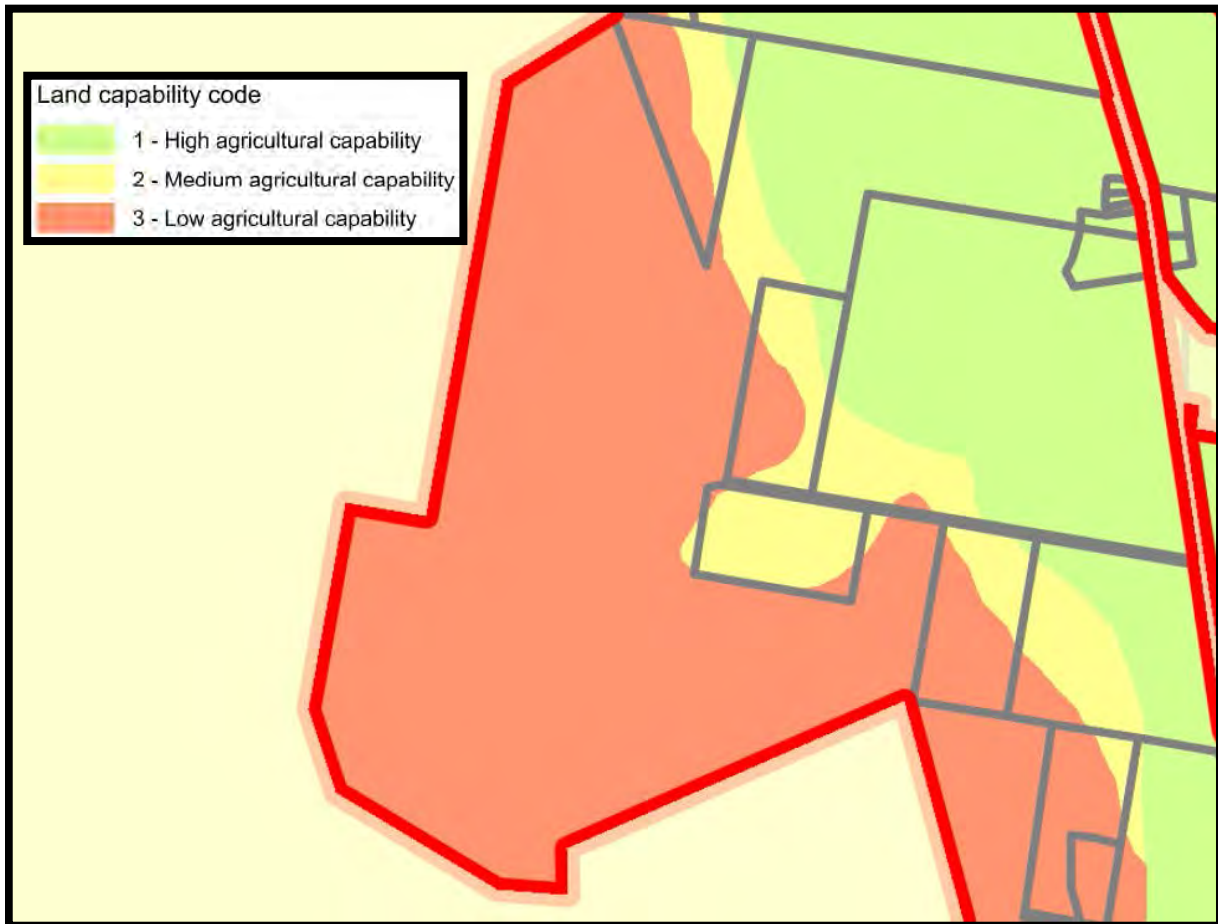 Land capability code
1 - High agricultural capability
2 - Medium agricultural capability
3 - Low agricultural capability